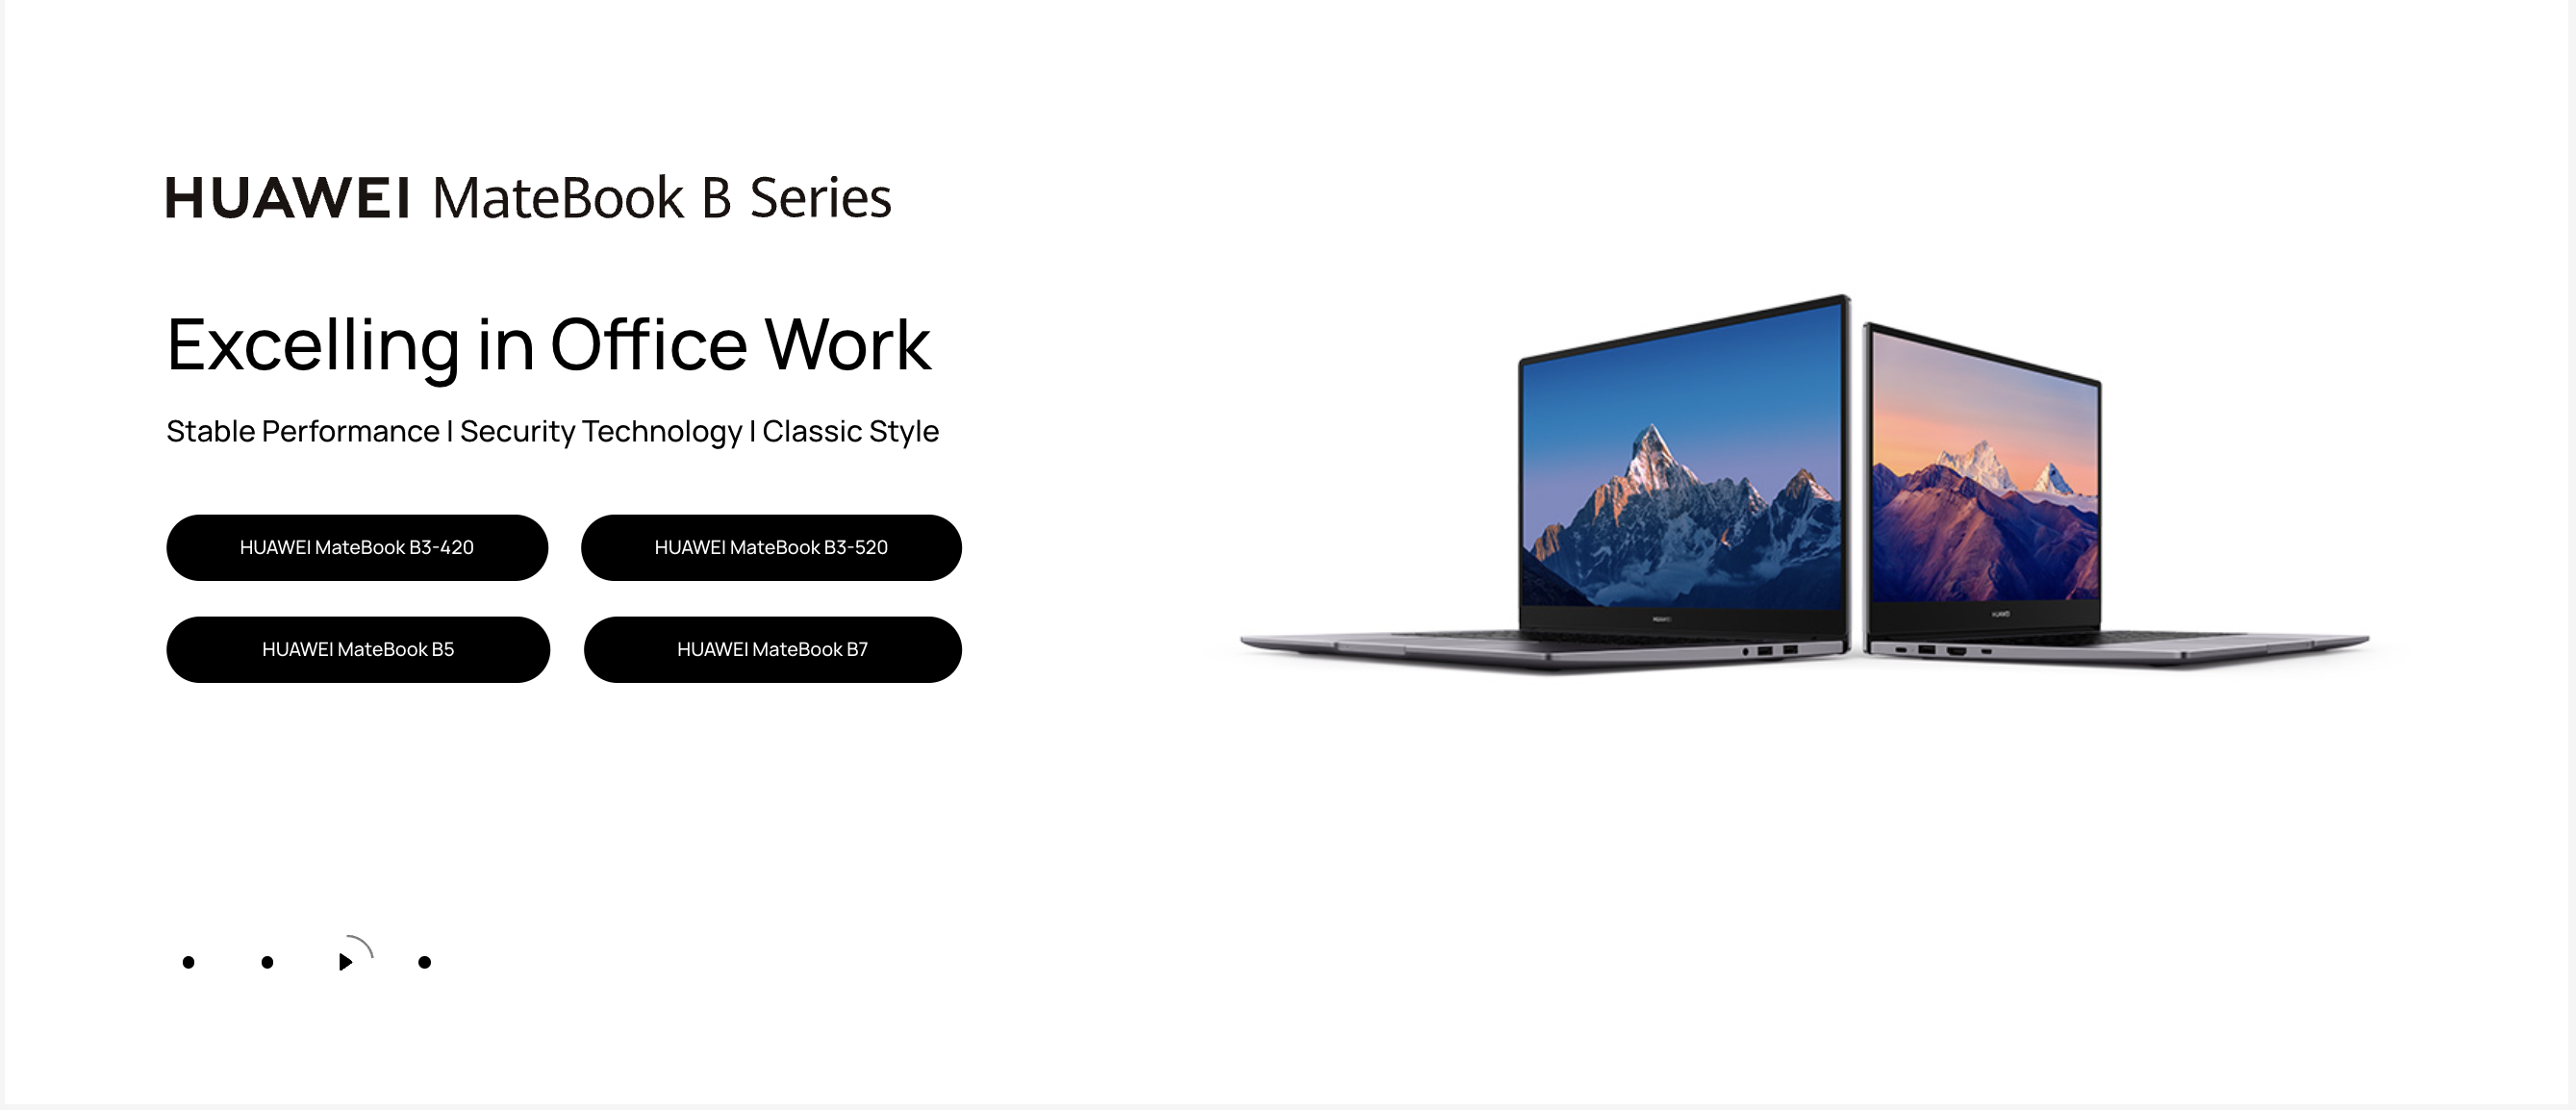 HUAWEI MateBook B Series
Excelling in Office Work
Stable Performance | Security Technology | Classic Style
HUAWEI MateBook B3-420
HUAWEI MateBook B3-520
HUAWEI MateBook B5
HUAWEI MateBook B7
HUAWEI
HUAWEI